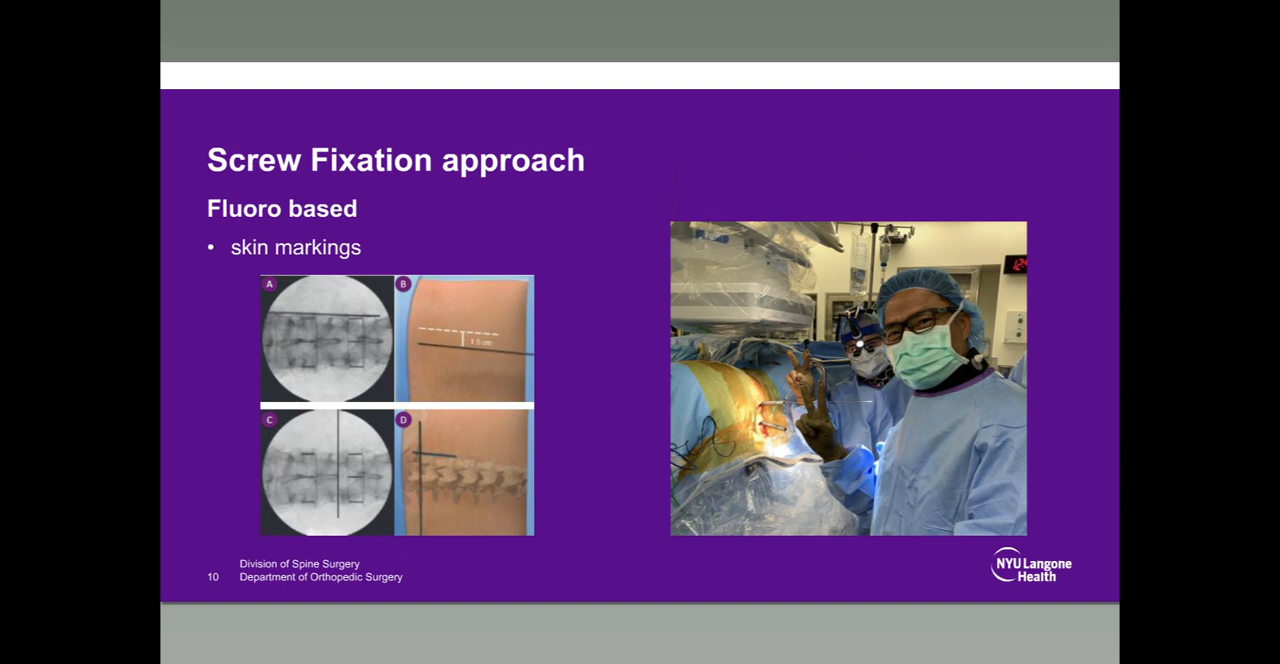 Screw Fixation approach
Fluoro based
• skin markings
A
B
1.5 cm
C
D
Division of Spine Surgery
10 Department of Orthopedic Surgery
NYU Langone
Health